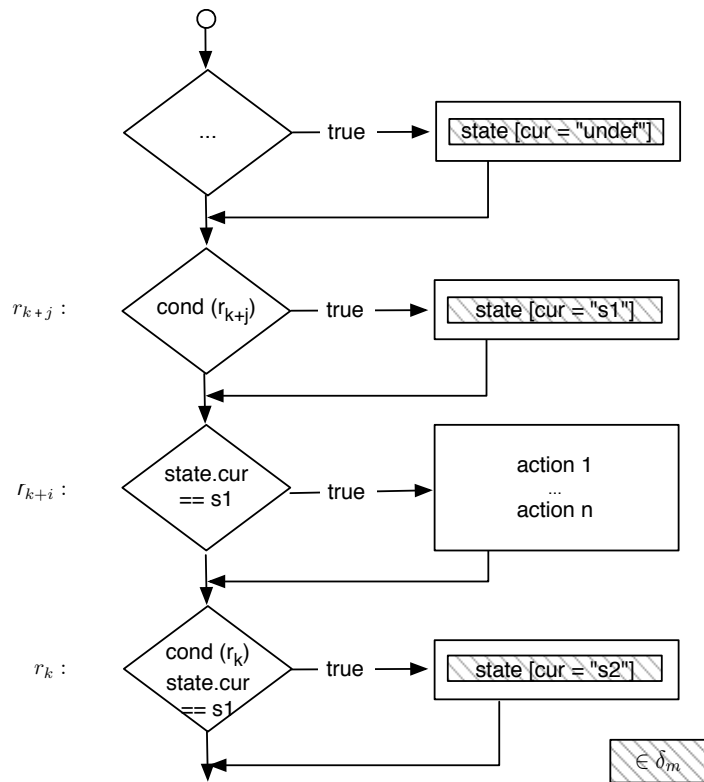 ...
true
state [cur = "undef"]
r_{k+j} :
cond (r_{k+j})
true
state [cur = "s1"]
r_{k+i} :
state.cur
== s1
true
action 1
...
action n
r_k :
cond (r_k)
state.cur
== s1
true
state [cur = "s2"]
∈ δ_m